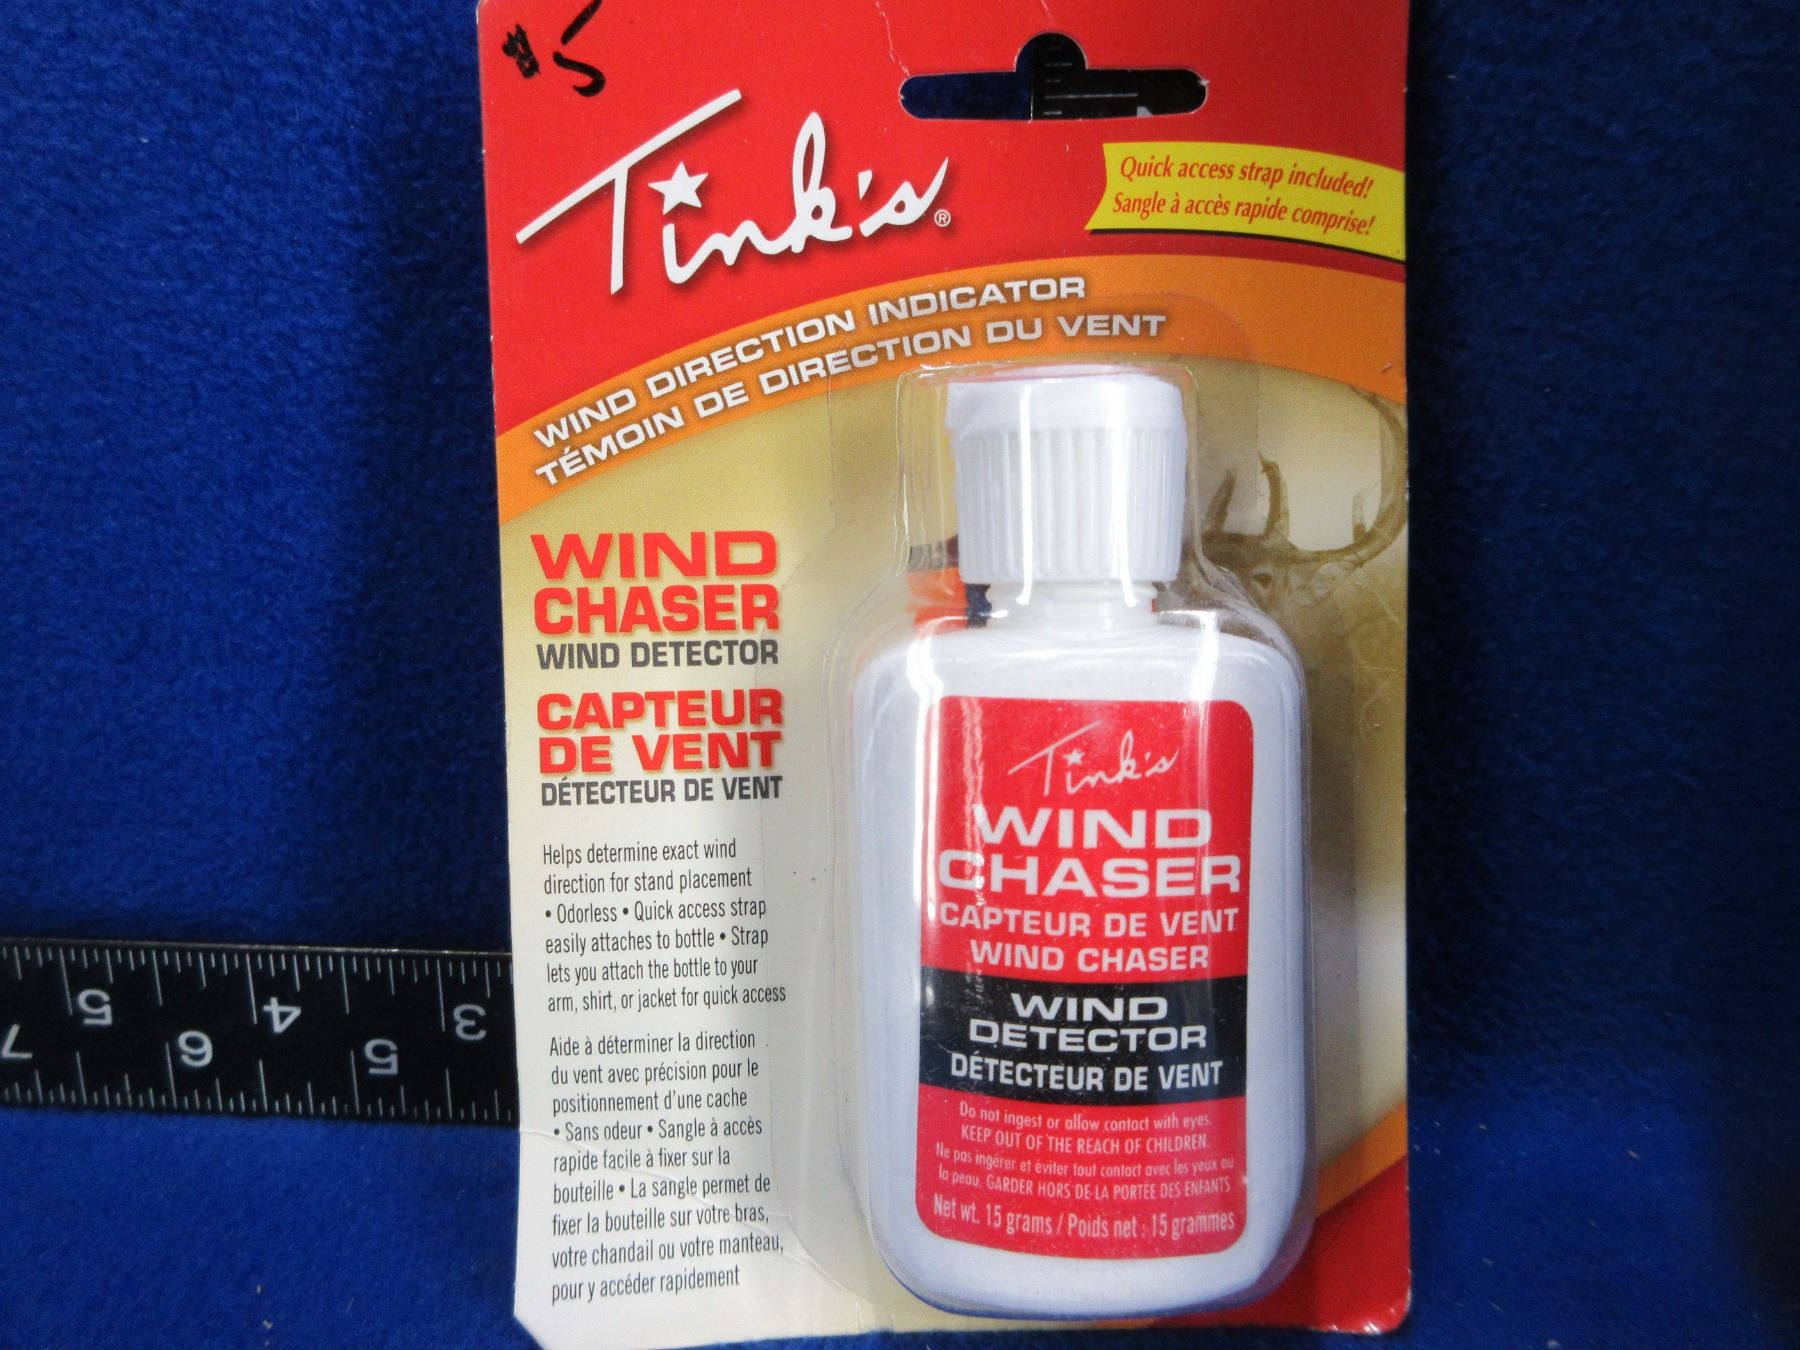 $5
Tink's®
Quick access strap included!
Sangle à accès rapide comprise!
WIND DIRECTION INDICATOR
TÉMOIN DE DIRECTION DU VENT
WIND
CHASER
WIND DETECTOR
CAPTEUR
DE VENT
DÉTECTEUR DE VENT
Helps determine exact wind
direction for stand placement
• Odorless • Quick access strap
easily attaches to bottle • Strap
lets you attach the bottle to your
arm, shirt, or jacket for quick access
Aide à déterminer la direction
du vent avec précision pour le
positionnement d'une cache
• Sans odeur • Sangle à accès
rapide facile à fixer sur la
bouteille • La sangle permet de
fixer la bouteille sur votre bras,
votre chandail ou votre manteau,
pour y accéder rapidement
Tink's
WIND
CHASER
CAPTEUR DE VENT
WIND CHASER
WIND
DETECTOR
DÉTECTEUR DE VENT
Do not ingest or allow contact with eyes.
KEEP OUT OF THE REACH OF CHILDREN.
Ne pas ingérer et éviter tout contact avec les yeux ou
la peau. GARDER HORS DE LA PORTÉE DES ENFANTS
Net wt. 15 grams / Poids net : 15 grammes
5 4 3
7 6 5